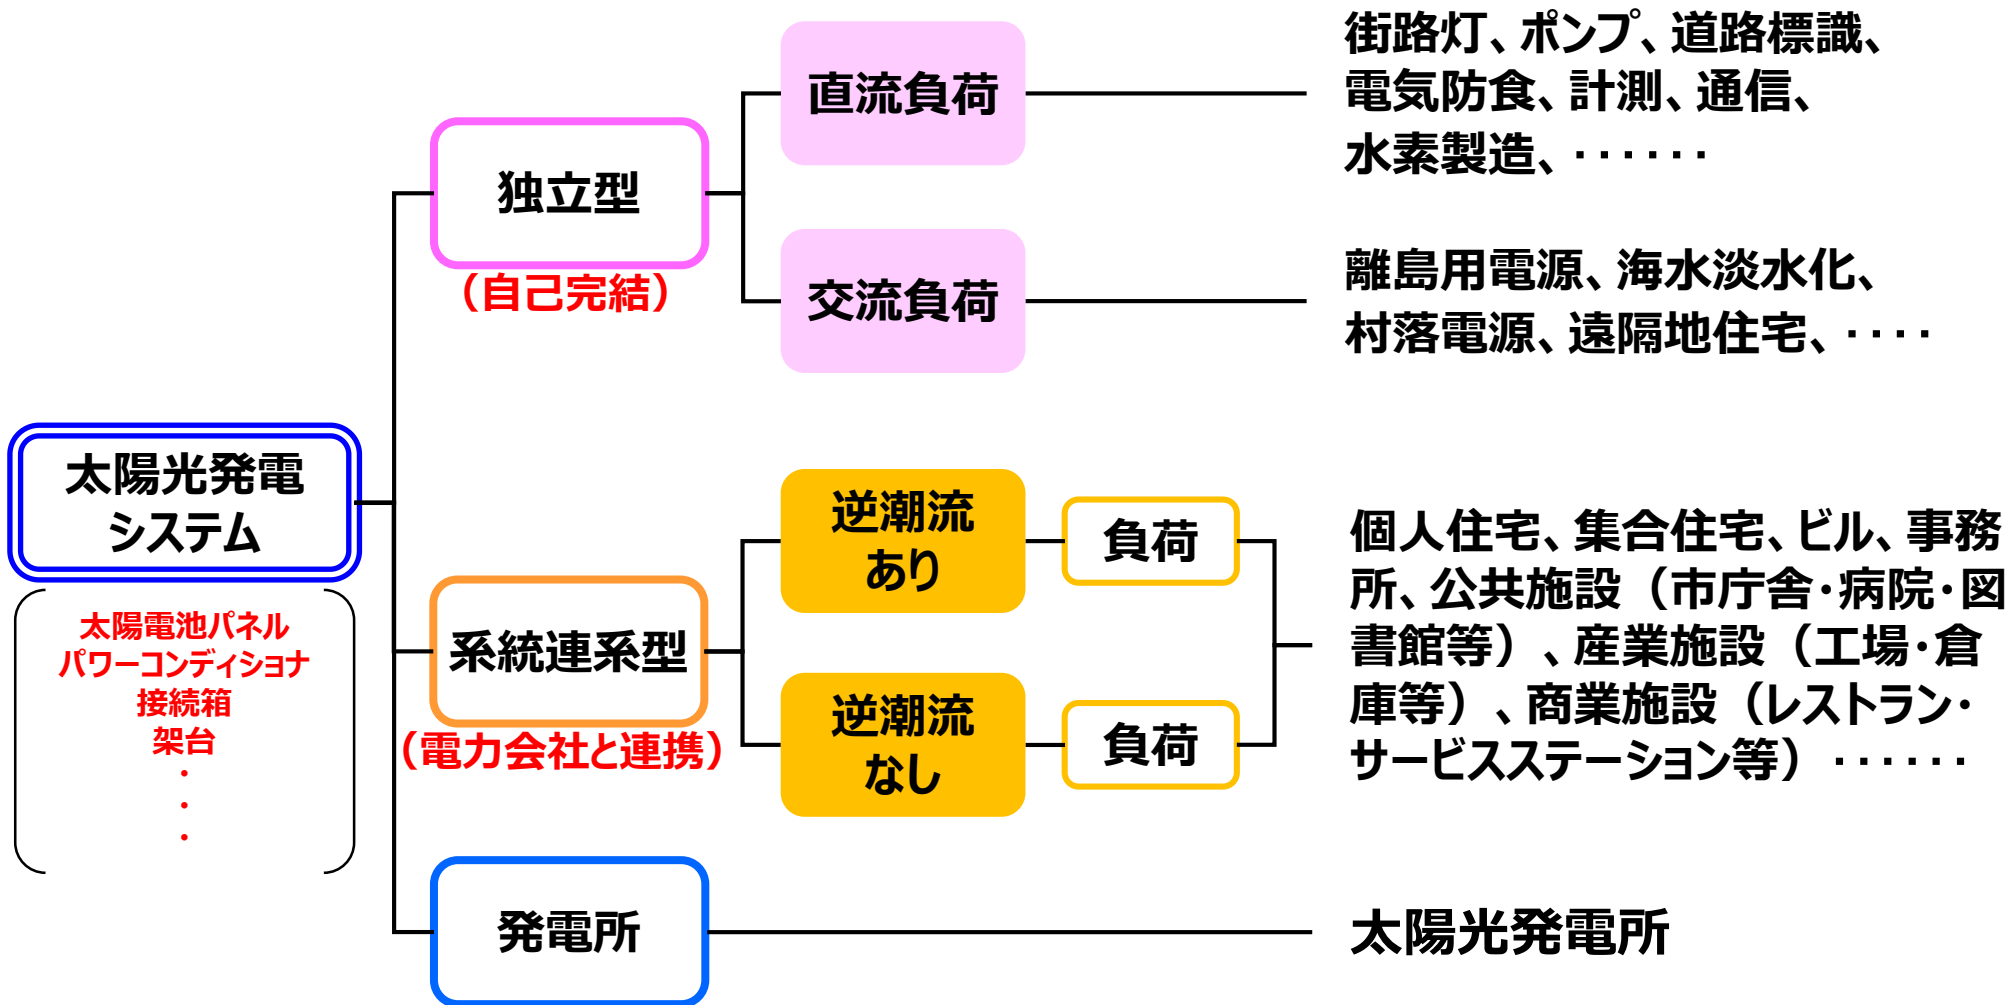 太陽光発電
システム
太陽電池パネル
パワーコンディショナ
接続箱
架台
・
・
・
独立型
（自己完結）
直流負荷
街路灯、ポンプ、道路標識、
電気防食、計測、通信、
水素製造、・・・・・・
交流負荷
離島用電源、海水淡水化、
村落電源、遠隔地住宅、・・・・
系統連系型
（電力会社と連携）
逆潮流
あり
負荷
逆潮流
なし
負荷
個人住宅、集合住宅、ビル、事務
所、公共施設（市庁舎・病院・図
書館等）、産業施設（工場・倉
庫等）、商業施設（レストラン・
サービスステーション等）・・・・・・
発電所
太陽光発電所